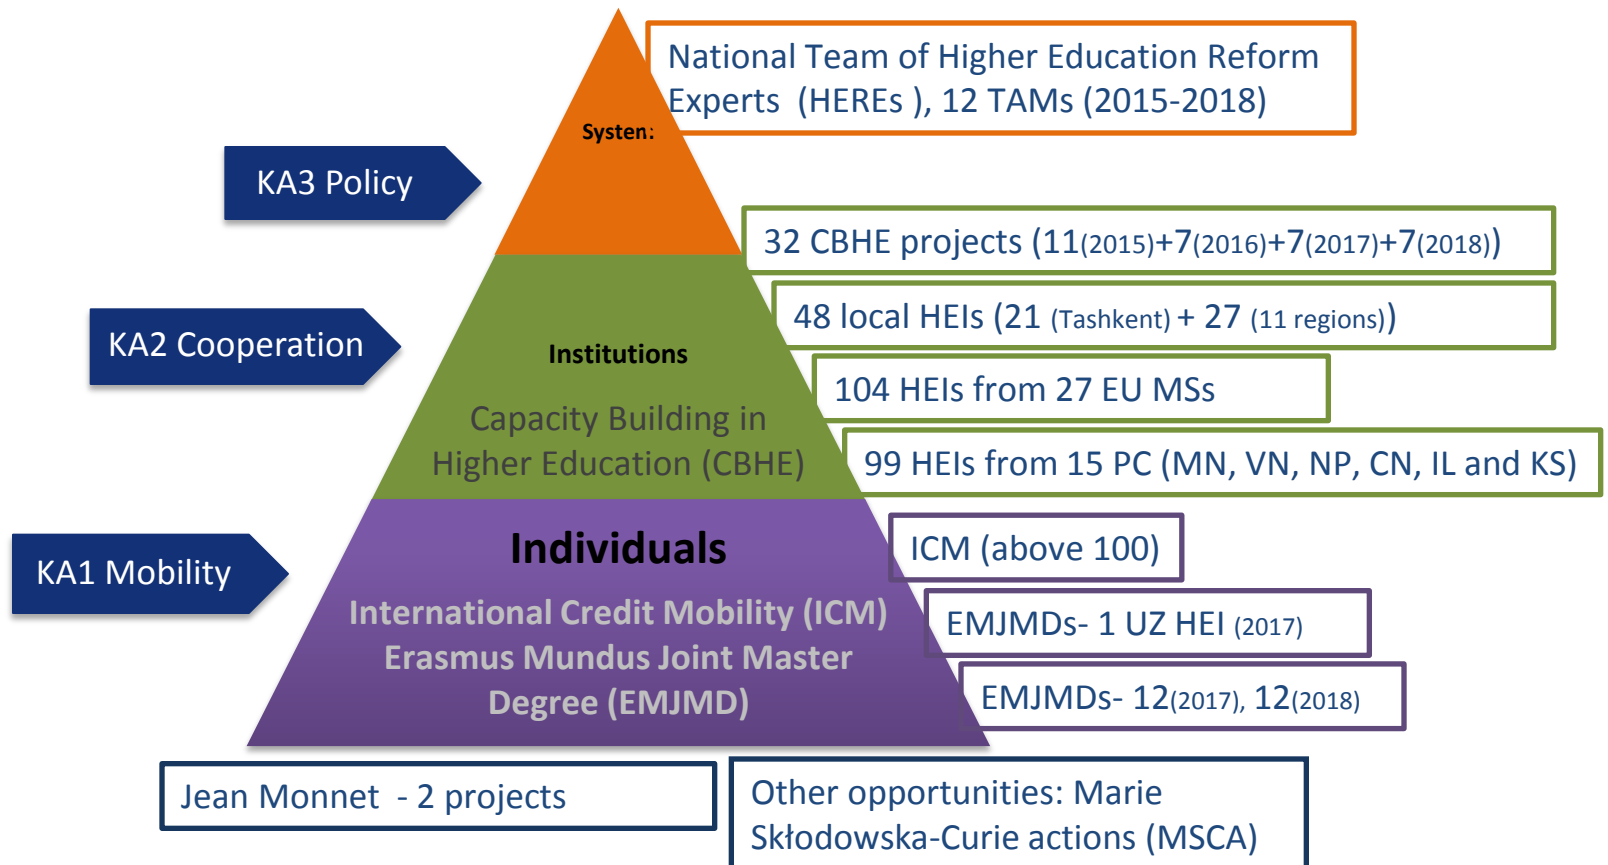 National Team of Higher Education Reform
Experts (HEREs ), 12 TAMs (2015-2018)
KA3 Policy
32 CBHE projects (11(2015)+7(2016)+7(2017)+7(2018))
48 local HEIs (21 (Tashkent) + 27 (11 regions))
KA2 Cooperation
Institutions
104 HEIs from 27 EU MSs
Capacity Building in
Higher Education (CBHE)
99 HEIs from 15 PC (MN, VN, NP, CN, IL and KS)
Individuals
ICM (above 100)
KA1 Mobility
International Credit Mobility (ICM)
Erasmus Mundus Joint Master
Degree (EMJMD)
EMJMDs- 1 UZ HEI (2017)
EMJMDs- 12(2017), 12(2018)
Jean Monnet - 2 projects
Other opportunities: Marie
Skłodowska-Curie actions (MSCA)